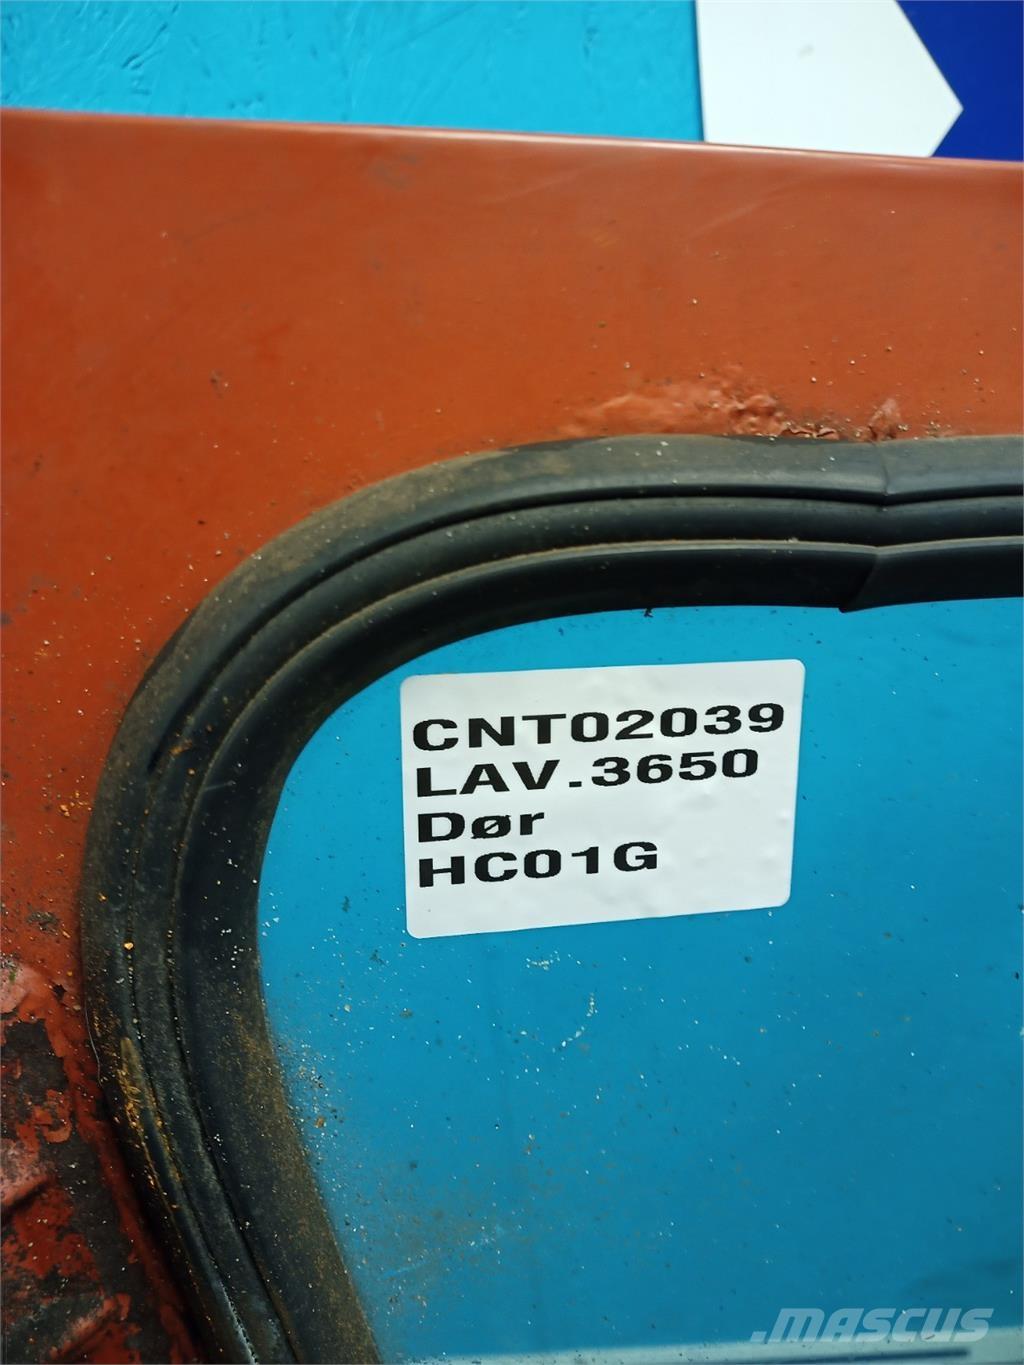 CNT02039
LAV.3650
Dør
HC01G
.MASCUS